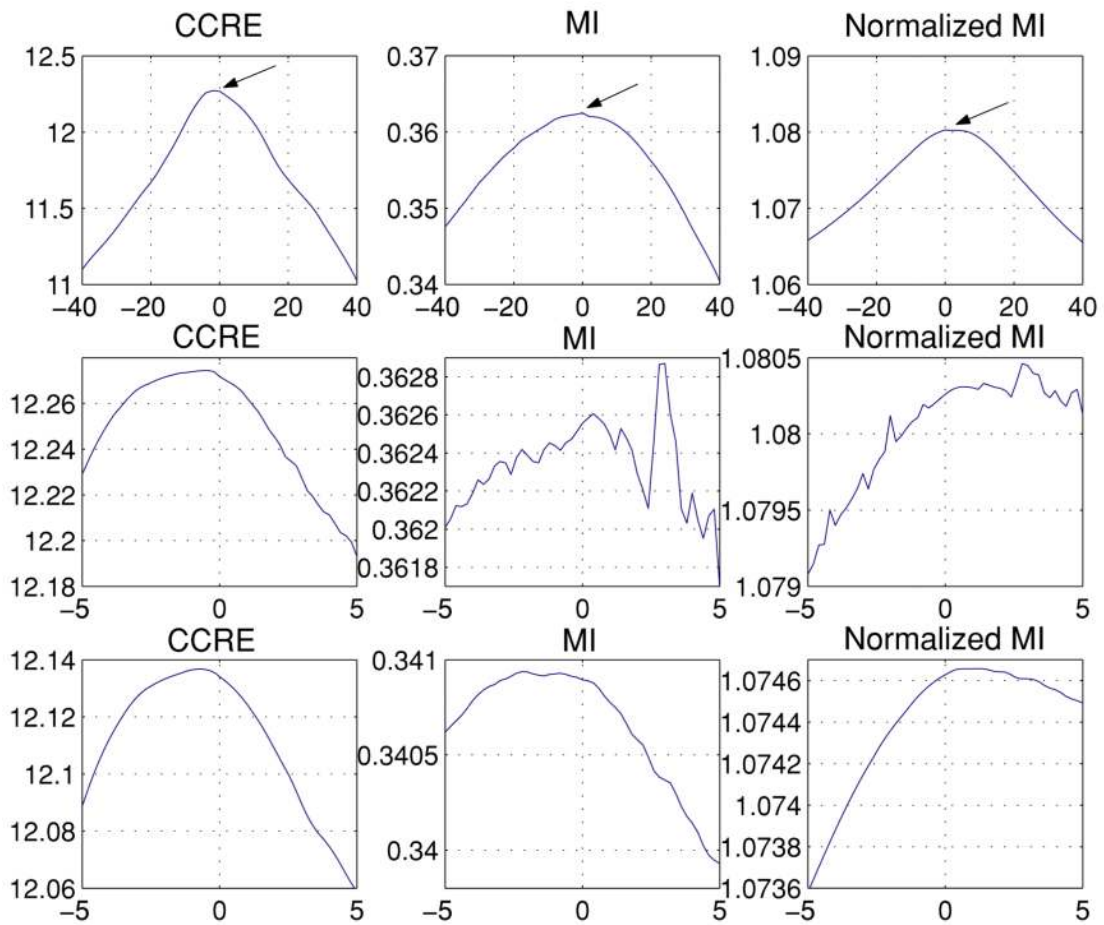 CCRE
MI
Normalized MI
12.5
12
11.5
11
−40 −20 0 20 40
0.37
0.36
0.35
0.34
−40 −20 0 20 40
1.09
1.08
1.07
1.06
−40 −20 0 20 40
CCRE
MI
Normalized MI
12.26
12.24
12.22
12.2
12.18
−5 0 5
0.3628
0.3626
0.3624
0.3622
0.362
0.3618
−5 0 5
1.0805
1.08
1.0795
1.079
−5 0 5
CCRE
MI
Normalized MI
12.14
12.12
12.1
12.08
12.06
−5 0 5
0.341
0.3405
0.34
−5 0 5
1.0746
1.0744
1.0742
1.074
1.0738
1.0736
−5 0 5